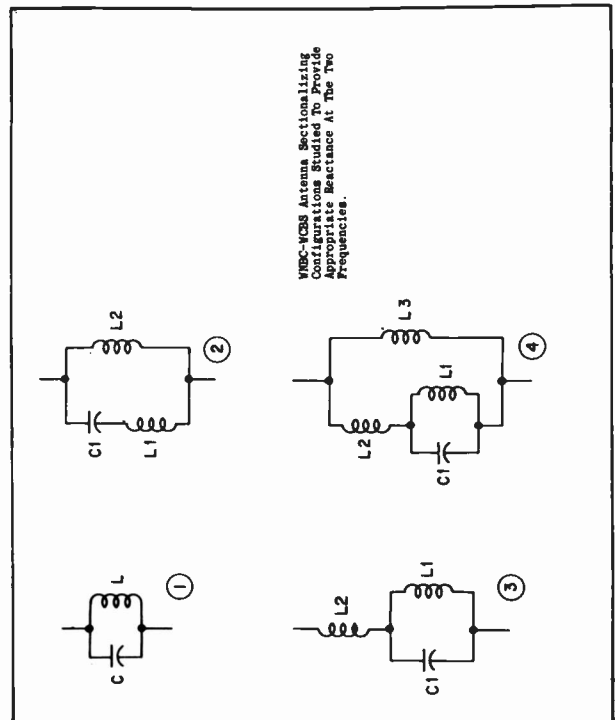 C
L
1
C1
L1
L2
2
L2
C1
L1
3
L2
C1
L1
L3
4
WNBC-WCBS Antenna Sectionalizing
Configurations Studied To Provide
Appropriate Reactance At The Two
Frequencies.